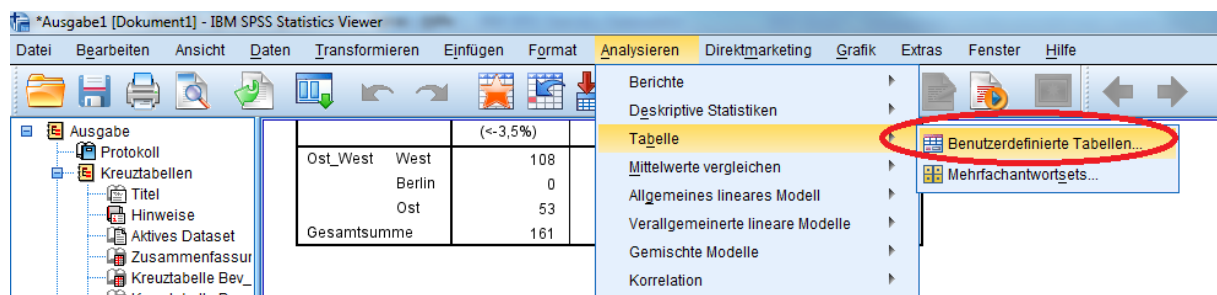 *Ausgabe1 [Dokument1] - IBM SPSS Statistics Viewer
Datei Bearbeiten Ansicht Daten Transformieren Einfügen Format Analysieren Direktmarketing Grafik Extras Fenster Hilfe
Ausgabe
Protokoll
Kreuztabellen
Titel
Hinweise
Aktives Dataset
Zusammenfassur
Kreuztabelle Bev_
(<-3,5%)
Ost_West West 108
Berlin 0
Ost 53
Gesamtsumme 161
Berichte
Deskriptive Statistiken
Tabelle
Mittelwerte vergleichen
Allgemeines lineares Modell
Verallgemeinerte lineare Modelle
Gemischte Modelle
Korrelation
Benutzerdefinierte Tabellen...
Mehrfachantwortsets...